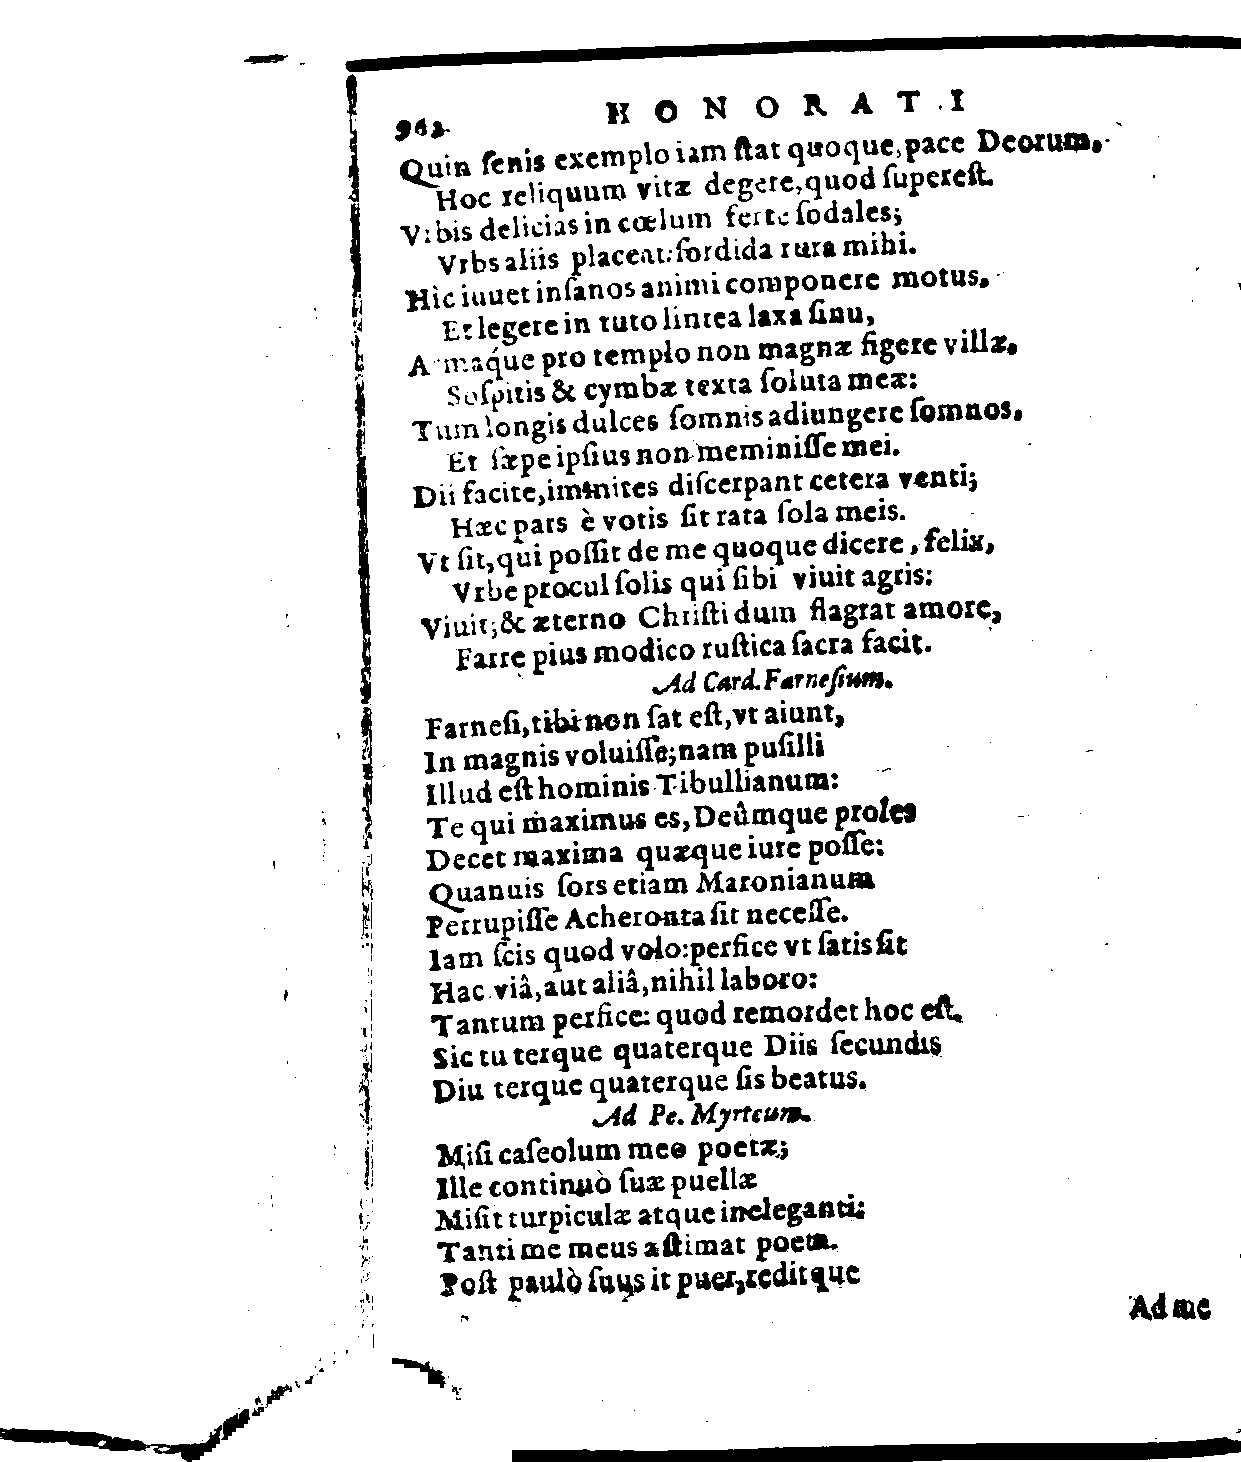 962 HONORATI
Quin ſenis exemplo iam ſtat quoque, pace Deorum,
Hoc reliquum vitæ degere, quod ſupereſt.
Vrbis delicias in cœlum ferte ſodales;
Vrbs aliis placeat: ſordida rura mihi.
Hìc iuuet inſanos animi componere motus,
Et legere in tuto lintea laxa ſinu,
Armaq́ue pro templo non magnæ figere villæ,
Soſpitis & cymbæ texta ſoluta meæ:
Tum longis dulces ſomnis adiungere ſomnos,
Et ſæpe ipſius non meminiſſe mei.
Dii facite, immites diſcerpant cetera venti;
Hæc pars è votis ſit rata ſola meis.
Vt ſit, qui poſſit de me quoque dicere, felix,
Vrbe procul ſolis qui ſibi viuit agris:
Viuit; & æterno Chriſti dum flagrat amore,
Farre pius modico ruſtica ſacra facit.
Ad Card. Farneſium.
Farneſi, tibi non ſat eſt, vt aiunt,
In magnis voluiſſe; nam puſilli
Illud eſt hominis Tibullianum:
Te qui maximus es, Deûmque proles
Decet maxima quæque iure poſſe:
Quanuis ſors etiam Maronianum
Perrupiſſe Acheronta ſit neceſſe.
Iam ſcis quod volo: perfice vt ſatis ſit
Hac viâ, aut aliâ, nihil laboro:
Tantum perfice: quod remordet hoc eſt.
Sic tu terque quaterque Diis ſecundis
Diu terque quaterque ſis beatus.
Ad Pe. Myrteum.
Miſi caſeolum meo poetæ;
Ille continuò ſuæ puellæ
Miſit turpiculæ atque ineleganti:
Tanti me meus æſtimat poeta.
Poſt paulò ſuus it puer, reditque
Ad me